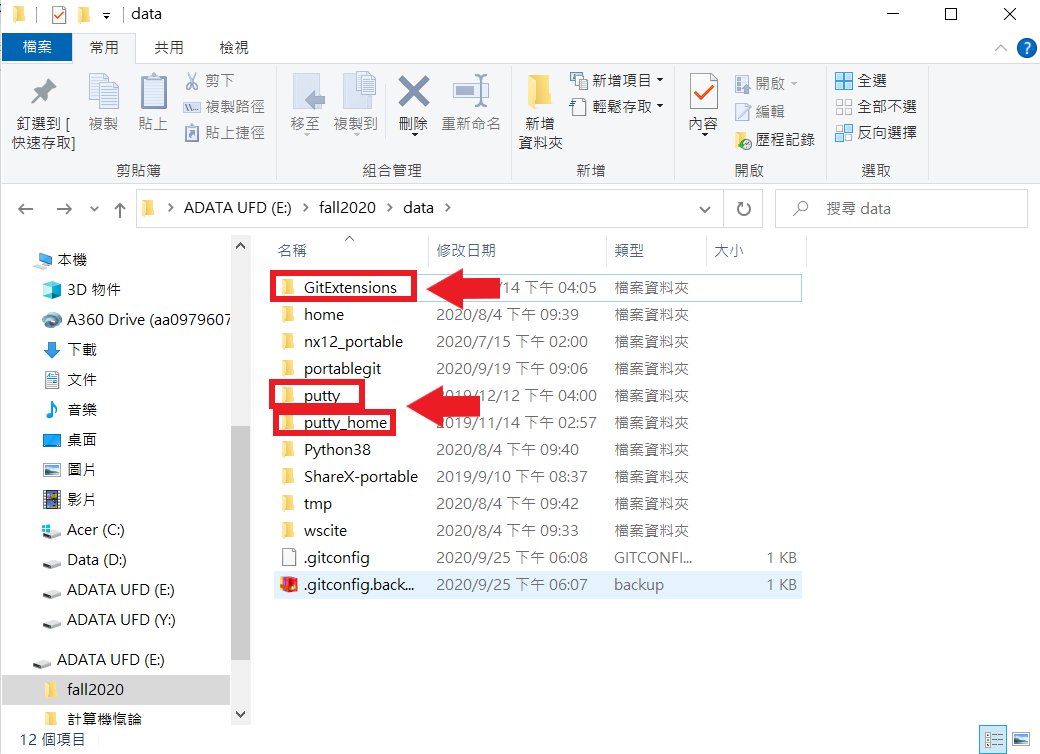 data
檔案 常用 共用 檢視
釘選到 [
快速存取]
複製
貼上
剪下
複製路徑
貼上捷徑
剪貼簿
移至
複製到
刪除
重新命名
組合管理
新增
資料夾
新增項目
輕鬆存取
新增
內容
開啟
編輯
歷程記錄
開啟
全選
全部不選
反向選擇
選取
ADATA UFD (E:) > fall2020 > data >
搜尋 data
本機
3D 物件
A360 Drive (aa0979607
下載
文件
音樂
桌面
圖片
影片
Acer (C:)
Data (D:)
ADATA UFD (E:)
ADATA UFD (Y:)
ADATA UFD (E:)
fall2020
計算機概論
名稱 修改日期 類型 大小
GitExtensions /14 下午 04:05 檔案資料夾
home 2020/8/4 下午 09:39 檔案資料夾
nx12_portable 2020/7/15 下午 02:00 檔案資料夾
portablegit 2020/9/19 下午 09:06 檔案資料夾
putty 2019/12/12 下午 04:00 檔案資料夾
putty_home 2019/11/14 下午 02:57 檔案資料夾
Python38 2020/8/4 下午 09:40 檔案資料夾
ShareX-portable 2019/9/10 下午 08:37 檔案資料夾
tmp 2020/8/4 下午 09:42 檔案資料夾
wscite 2020/8/4 下午 09:33 檔案資料夾
.gitconfig 2020/9/25 下午 06:08 GITCONFI... 1 KB
.gitconfig.back... 2020/9/25 下午 06:07 backup 1 KB
12 個項目